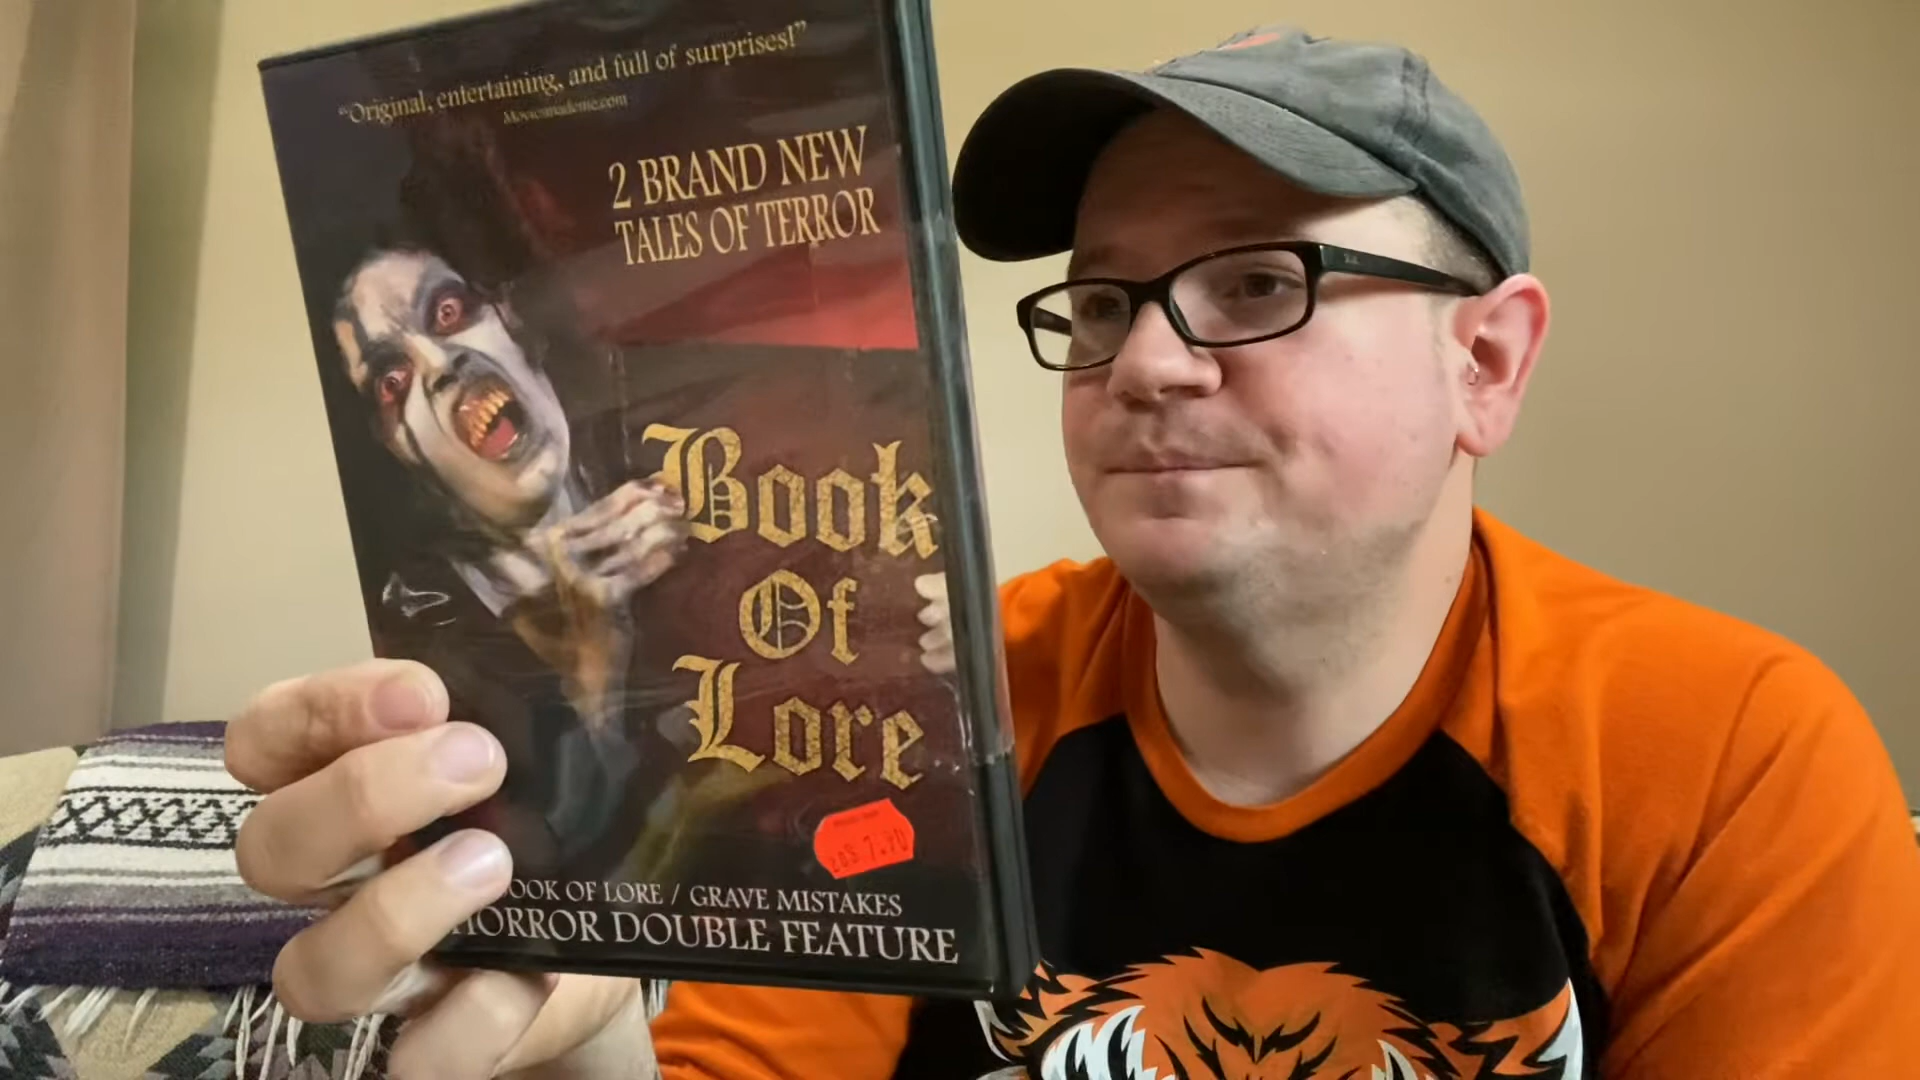 "Original, entertaining, and full of surprises!"
2 BRAND NEW
TALES OF TERROR
Book
Of
Lore
BOOK OF LORE / GRAVE MISTAKES
HORROR DOUBLE FEATURE